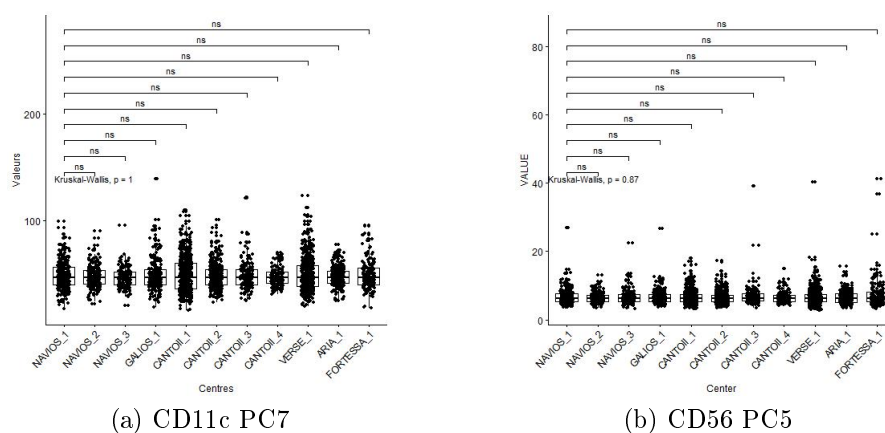 ns
ns
ns
ns
ns
ns
ns
ns
ns
ns
Kruskal-Wallis, p = 1
200
100
Valeurs
NAVIOS_1
NAVIOS_2
NAVIOS_3
GALIOS_1
CANTOII_1
CANTOII_2
CANTOII_3
CANTOII_4
VERSE_1
ARIA_1
FORTESSA_1
Centres
(a) CD11c PC7
ns
ns
ns
ns
ns
ns
ns
ns
ns
ns
Kruskal-Wallis, p = 0.87
80
60
40
20
0
VALUE
NAVIOS_1
NAVIOS_2
NAVIOS_3
GALIOS_1
CANTOII_1
CANTOII_2
CANTOII_3
CANTOII_4
VERSE_1
ARIA_1
FORTESSA_1
Center
(b) CD56 PC5